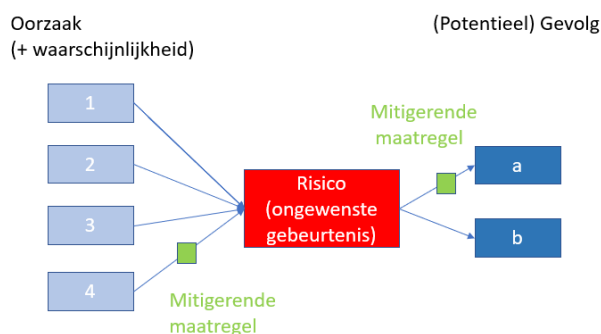 Oorzaak
(+ waarschijnlijkheid)
(Potentieel) Gevolg
1
2
3
4
Mitigerende
maatregel
Risico
(ongewenste
gebeurtenis)
Mitigerende
maatregel
a
b